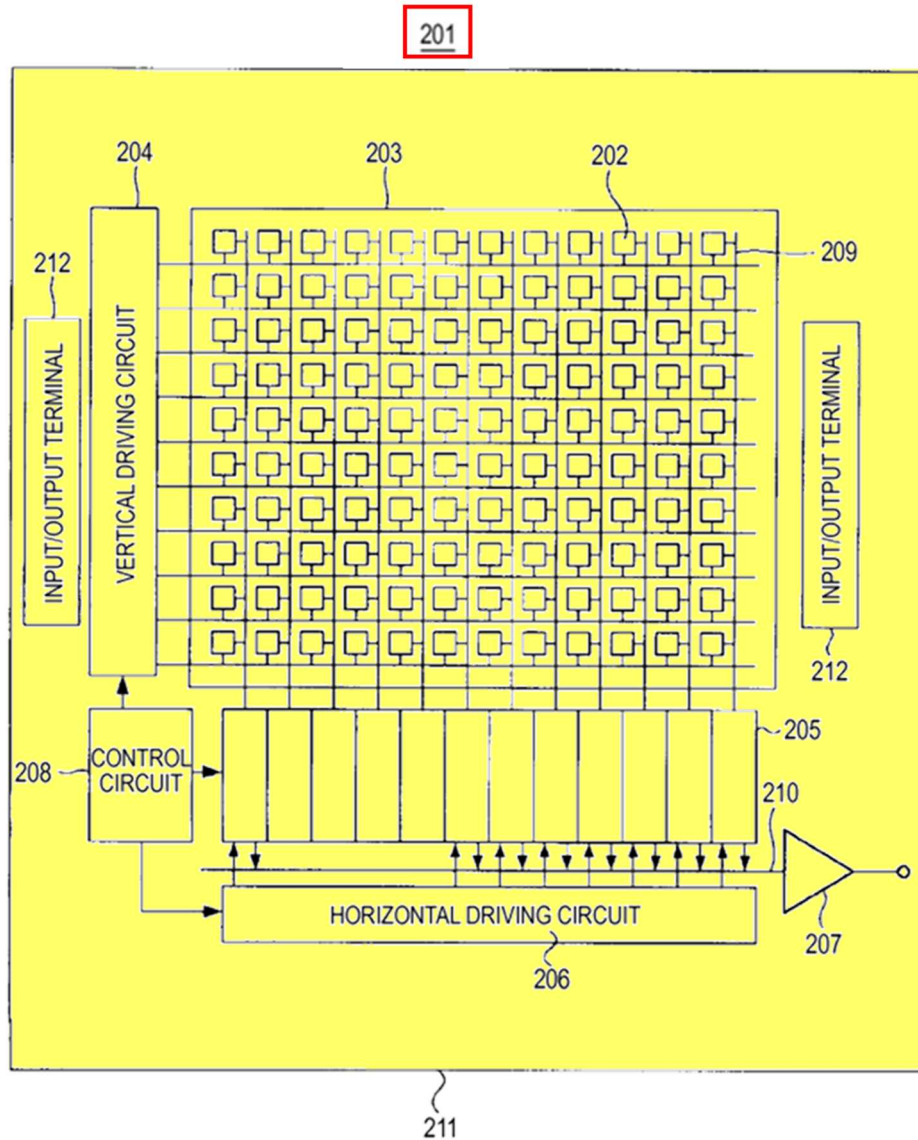 201
204
203
202
209
212
INPUT/OUTPUT TERMINAL
VERTICAL DRIVING CIRCUIT
INPUT/OUTPUT TERMINAL
212
205
208
CONTROL
CIRCUIT
210
HORIZONTAL DRIVING CIRCUIT
207
206
211